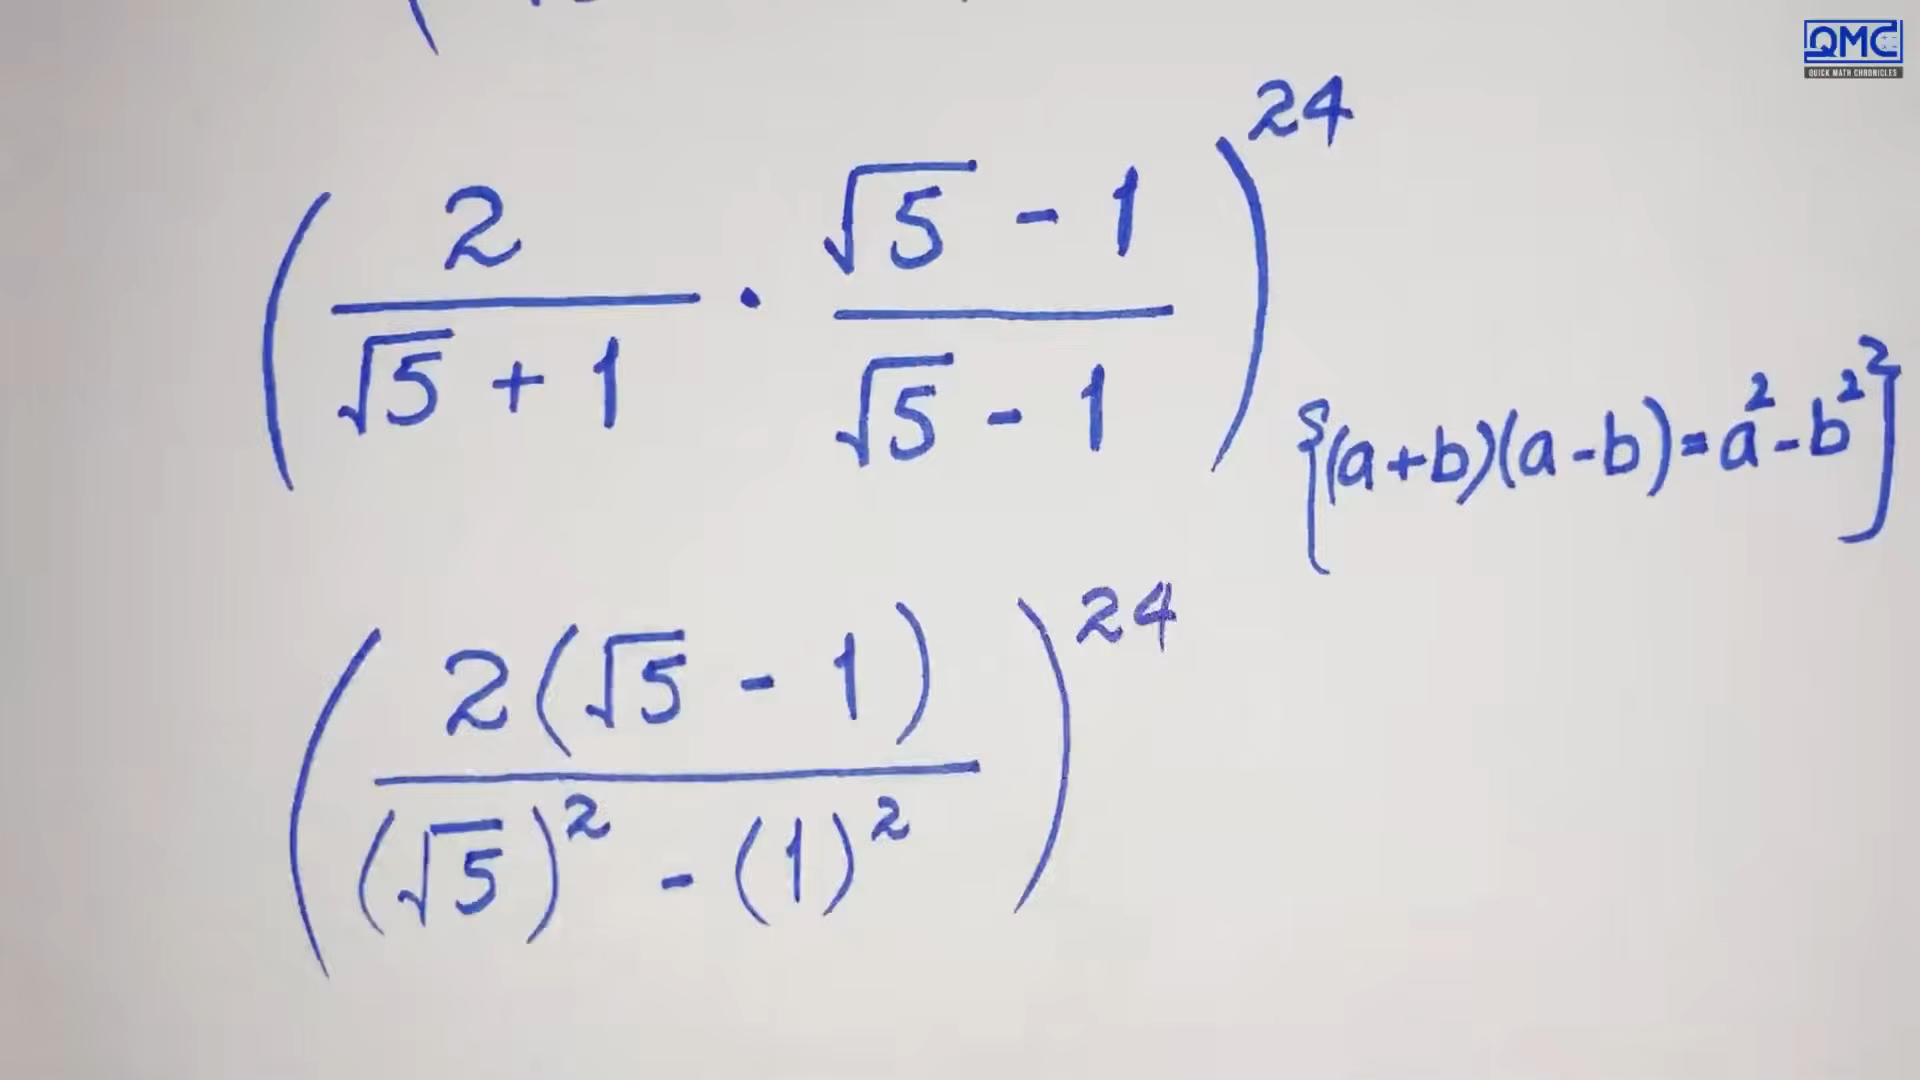 QMC
QUICK MATH CHRONICLES
(2/(√5 + 1) · (√5 - 1)/(√5 - 1))^24
{(a+b)(a-b)=a²-b²}
(2(√5 - 1)/((√5)² - (1)²))^24